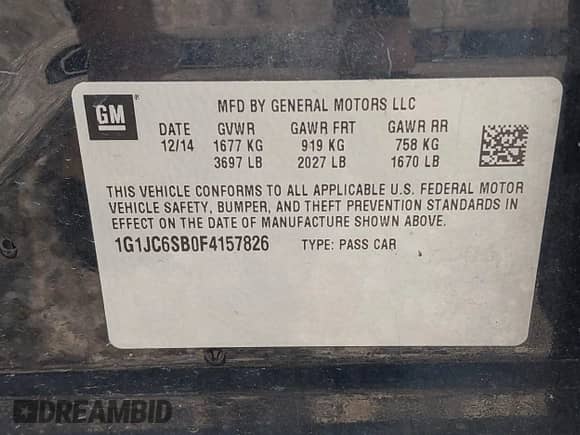 GM ®
MFD BY GENERAL MOTORS LLC
DATE GVWR GAWR FRT GAWR RR
12/14 1677 KG 919 KG 758 KG
3697 LB 2027 LB 1670 LB
THIS VEHICLE CONFORMS TO ALL APPLICABLE U.S. FEDERAL MOTOR
VEHICLE SAFETY, BUMPER, AND THEFT PREVENTION STANDARDS IN
EFFECT ON THE DATE OF MANUFACTURE SHOWN ABOVE.
1G1JC6SB0F4157826 TYPE: PASS CAR
DREAMBID